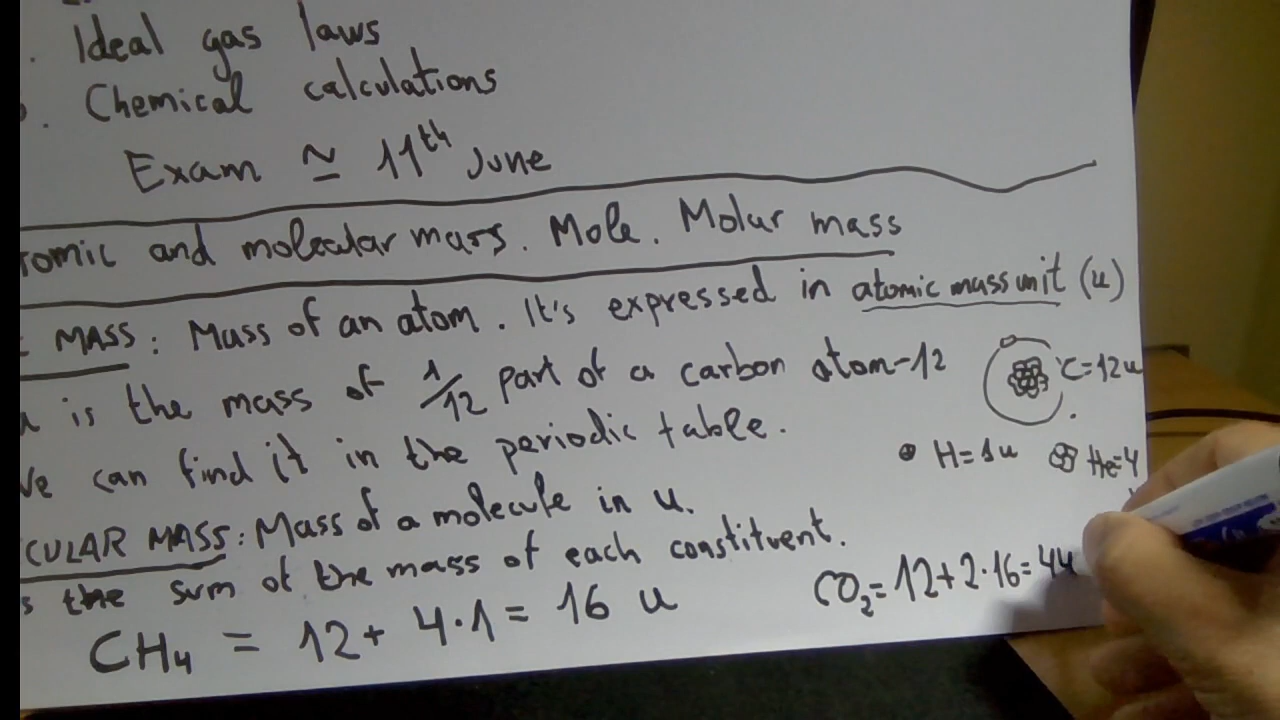 . Ideal gas laws
. Chemical calculations
Exam ≃ 11th June
tomic and molecular mass. Mole. Molar mass
C MASS: Mass of an atom. It's expressed in atomic mass unit (u)
u is the mass of 1/12 part of a carbon atom-12
C=12u
We can find it in the periodic table.
H=1u He=4
CULAR MASS: Mass of a molecule in u.
s the sum of the mass of each constituent.
CH4 = 12+ 4·1= 16 u
CO2=12+2·16=44